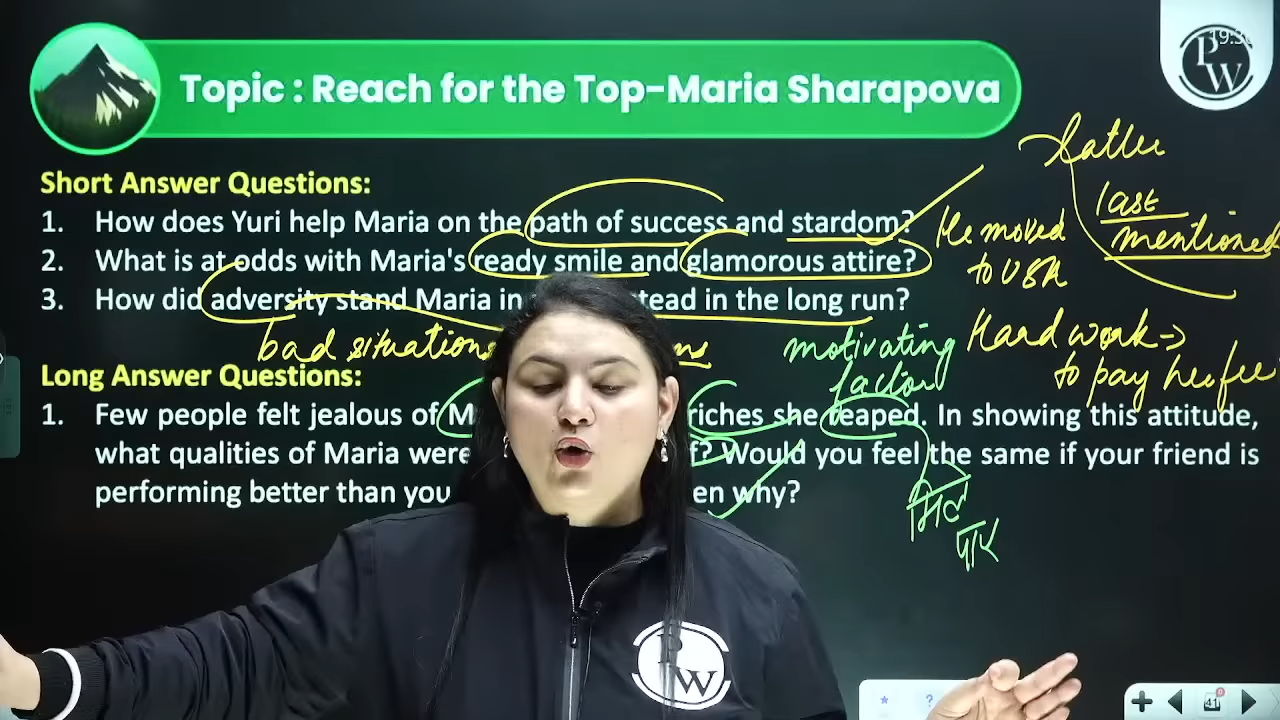 Topic : Reach for the Top-Maria Sharapova
PW
Short Answer Questions:
1. How does Yuri help Maria on the path of success and stardom?
2. What is at odds with Maria's ready smile and glamorous attire?
3. How did adversity stand Maria in tead in the long run?
father
last
mentioned
He moved
to USA
bad situations
motivating
factor
Hard work ⇒
to pay her fee
Long Answer Questions:
1. Few people felt jealous of M riches she reaped. In showing this attitude,
what qualities of Maria were f? Would you feel the same if your friend is
performing better than you en why?
PW
41